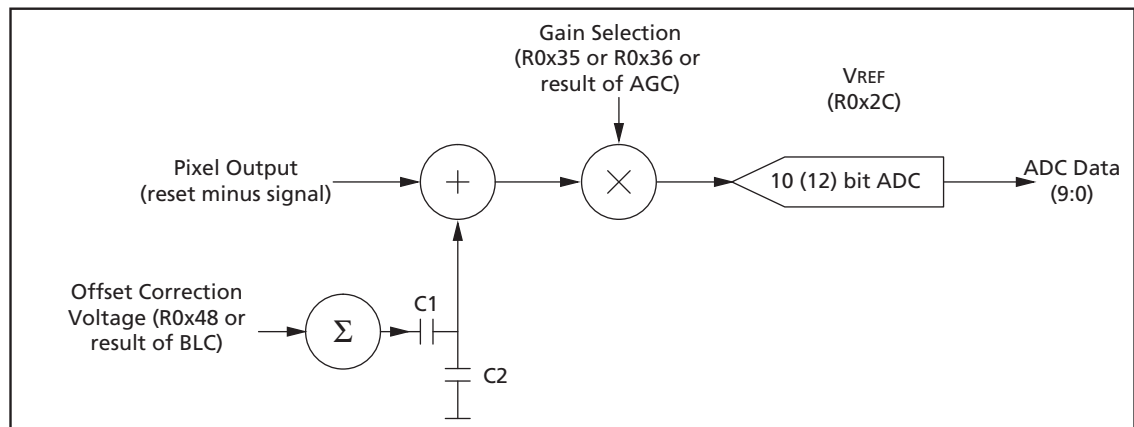 Gain Selection
(R0x35 or R0x36 or
result of AGC)
VREF
(R0x2C)
Pixel Output
(reset minus signal)
+
×
10 (12) bit ADC
ADC Data
(9:0)
Offset Correction
Voltage (R0x48 or
result of BLC)
Σ
C1
C2